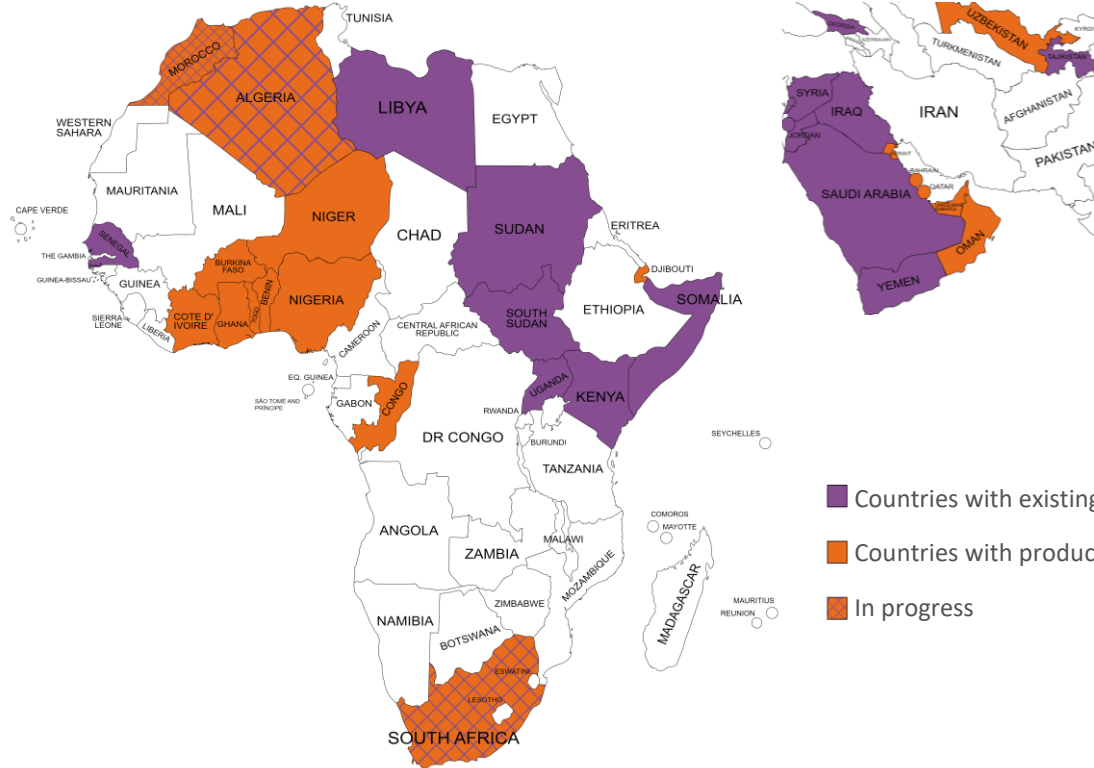 TUNISIA
MOROCCO
ALGERIA
LIBYA
EGYPT
WESTERN
SAHARA
MAURITANIA
MALI
NIGER
CHAD
SUDAN
ERITREA
CAPE VERDE
SENEGAL
THE GAMBIA
GUINEA-BISSAU
GUINEA
SIERRA
LEONE
LIBERIA
COTE D'
IVOIRE
BURKINA
FASO
GHANA
TOGO
BENIN
NIGERIA
CAMEROON
CENTRAL AFRICAN
REPUBLIC
SOUTH
SUDAN
ETHIOPIA
DJIBOUTI
SOMALIA
EQ. GUINEA
SÃO TOMÉ AND
PRÍNCIPE
GABON
CONGO
DR CONGO
UGANDA
KENYA
RWANDA
BURUNDI
TANZANIA
SEYCHELLES
ANGOLA
ZAMBIA
MALAWI
MOZAMBIQUE
COMOROS
MAYOTTE
MADAGASCAR
MAURITIUS
REUNION
ZIMBABWE
NAMIBIA
BOTSWANA
ESWATINI
LESOTHO
SOUTH AFRICA
GEORGIA
AZERBAIJAN
UZBEKISTAN
KYRGY
TURKMENISTAN
TAJIKISTAN
SYRIA
IRAQ
IRAN
AFGHANISTAN
JORDAN
PAKISTAN
KUWAIT
BAHRAIN
QATAR
SAUDI ARABIA
OMAN
YEMEN
Countries with existing
Countries with produc
In progress